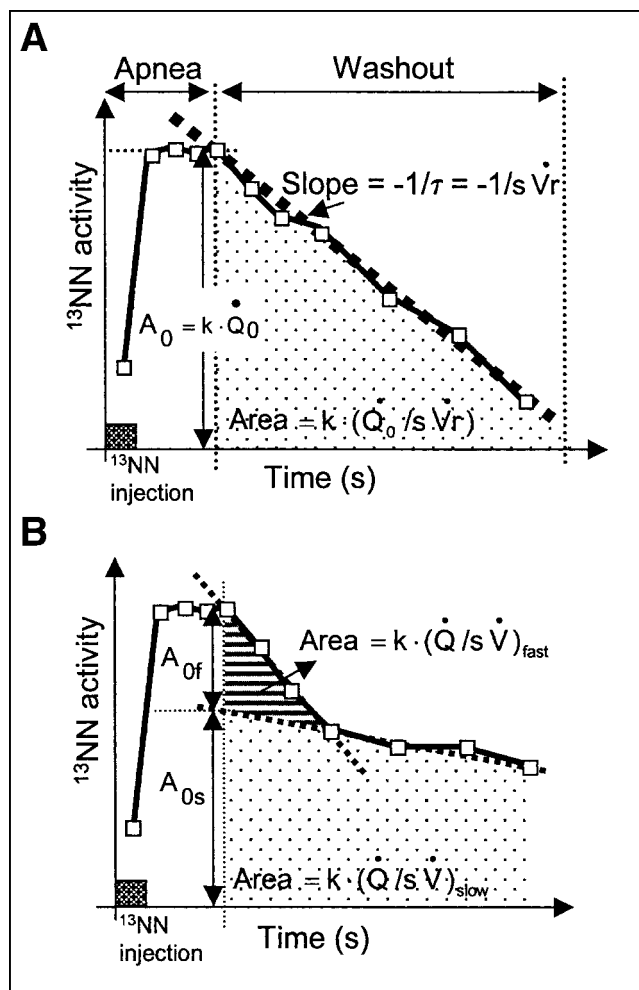 A
Apnea
Washout
Slope = -1/τ = -1/s V̇r
¹³NN activity
A₀ = k · Q̇₀
Area = k · (Q̇₀ /s V̇r)
¹³NN
injection
Time (s)
B
Area = k · (Q̇ /s V̇)fast
¹³NN activity
A0f
A0s
Area = k · (Q̇ /s V̇)slow
¹³NN
injection
Time (s)